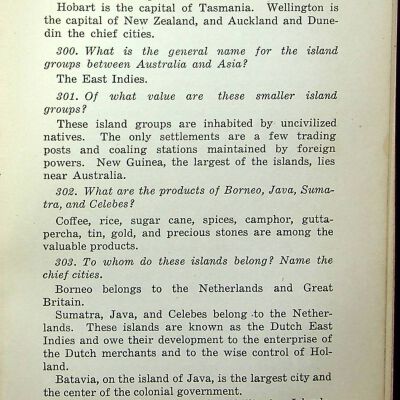 Hobart is the capital of Tasmania. Wellington is
the capital of New Zealand, and Auckland and Dune-
din the chief cities.
300. What is the general name for the island
groups between Australia and Asia?
The East Indies.
301. Of what value are these smaller island
groups?
These island groups are inhabited by uncivilized
natives. The only settlements are a few trading
posts and coaling stations maintained by foreign
powers. New Guinea, the largest of the islands, lies
near Australia.
302. What are the products of Borneo, Java, Suma-
tra, and Celebes?
Coffee, rice, sugar cane, spices, camphor, gutta-
percha, tin, gold, and precious stones are among
the valuable products.
303. To whom do these islands belong? Name the
chief cities.
Borneo belongs to the Netherlands and Great
Britain.
Sumatra, Java, and Celebes belong to the Nether-
lands. These islands are known as the Dutch East
Indies and owe their development to the enterprise of
the Dutch merchants and to the wise control of Hol-
land.
Batavia, on the island of Java, is the largest city and
the center of the colonial government.